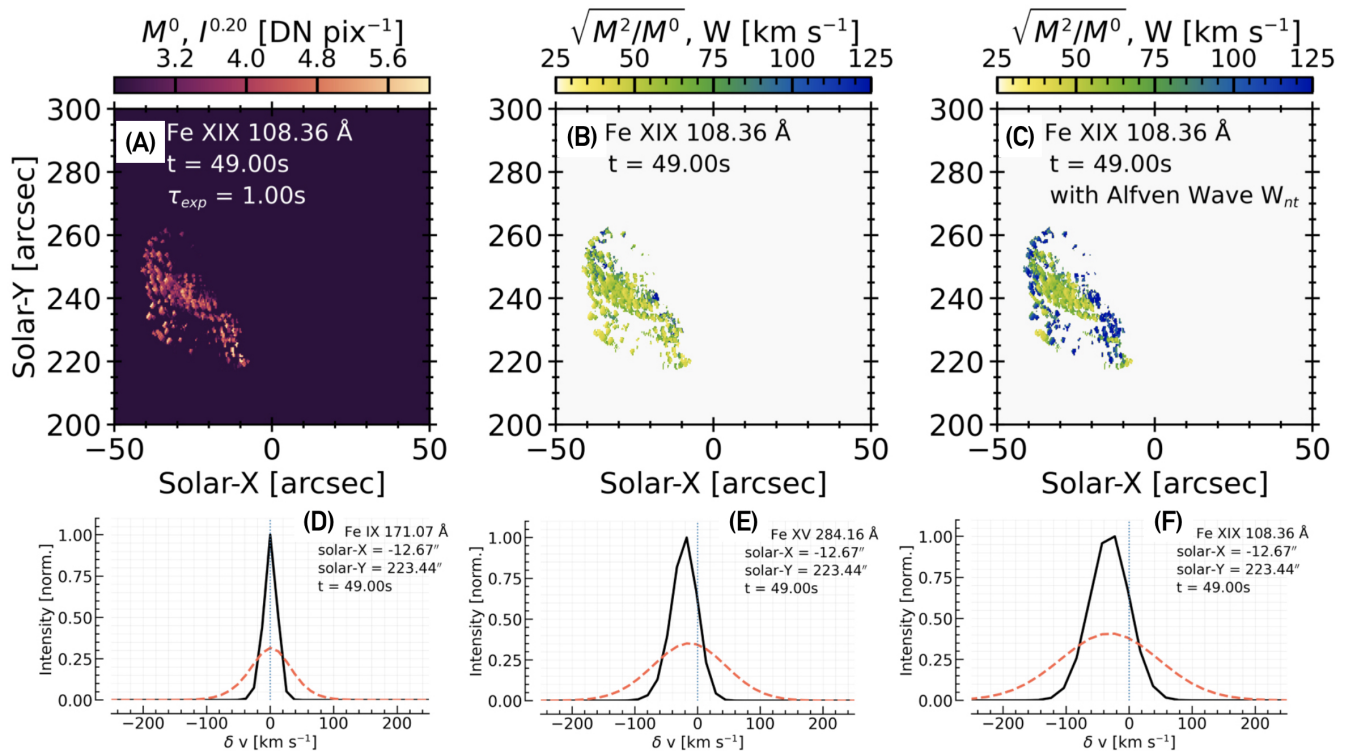 M⁰, I⁰·²⁰ [DN pix⁻¹]
3.2 4.0 4.8 5.6
√M²/M⁰, W [km s⁻¹]
25 50 75 100 125
√M²/M⁰, W [km s⁻¹]
25 50 75 100 125
(A) Fe XIX 108.36 Å
t = 49.00s
τexp = 1.00s
300
280
260
240
220
200
Solar-Y [arcsec]
−50 0 50
Solar-X [arcsec]
(B) Fe XIX 108.36 Å
t = 49.00s
300
280
260
240
220
200
−50 0 50
Solar-X [arcsec]
(C) Fe XIX 108.36 Å
t = 49.00s
with Alfven Wave Wnt
300
280
260
240
220
200
−50 0 50
Solar-X [arcsec]
(D)
Fe IX 171.07 Å
solar-X = -12.67″
solar-Y = 223.44″
t = 49.00s
1.00
0.75
0.50
0.25
0.00
Intensity [norm.]
−200 −100 0 100 200
δ v [km s⁻¹]
(E)
Fe XV 284.16 Å
solar-X = -12.67″
solar-Y = 223.44″
t = 49.00s
1.00
0.75
0.50
0.25
0.00
Intensity [norm.]
−200 −100 0 100 200
δ v [km s⁻¹]
(F)
Fe XIX 108.36 Å
solar-X = -12.67″
solar-Y = 223.44″
t = 49.00s
1.00
0.75
0.50
0.25
0.00
Intensity [norm.]
−200 −100 0 100 200
δ v [km s⁻¹]